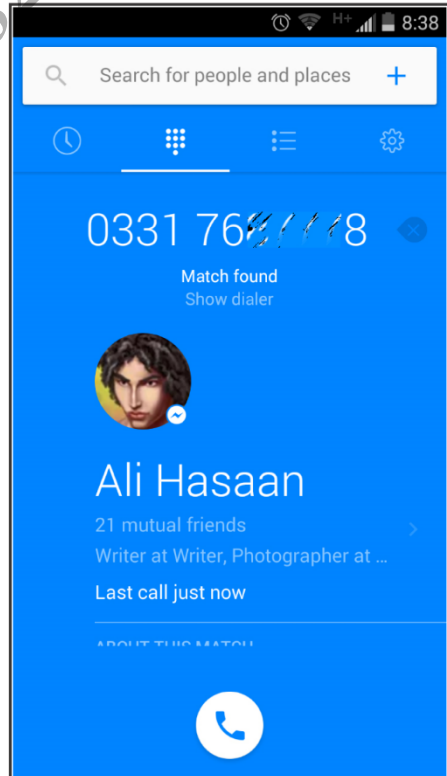 H+ 8:38
Search for people and places
0331 76 8
Match found
Show dialer
Ali Hasaan
21 mutual friends
Writer at Writer, Photographer at ...
Last call just now
ABOUT THIS MATCH